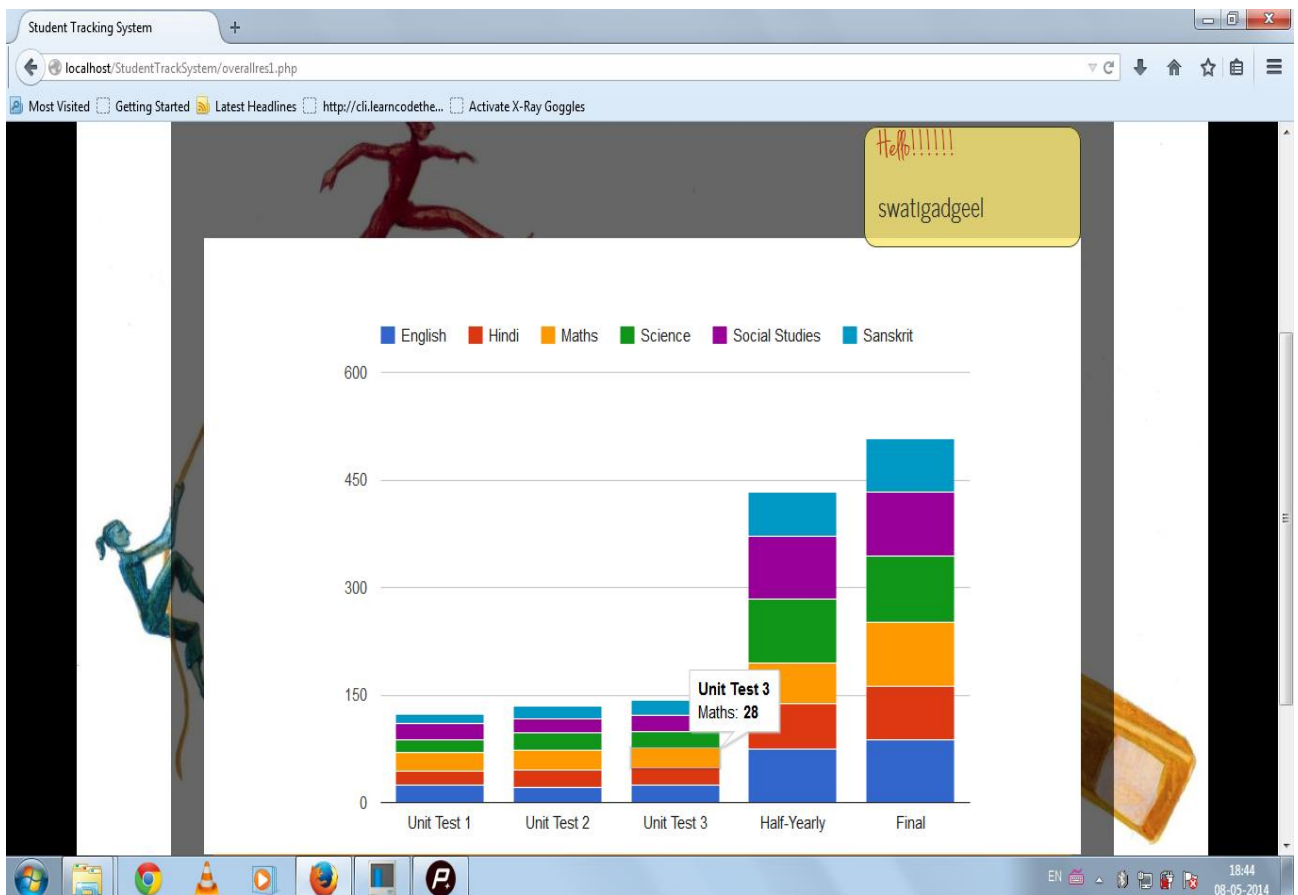 Student Tracking System
localhost/StudentTrackSystem/overallres1.php
Most Visited Getting Started Latest Headlines http://cli.learncodethe... Activate X-Ray Goggles
Hello!!!!!!
swatigadgeel
English Hindi Maths Science Social Studies Sanskrit
600
450
300
150
0
Unit Test 3
Maths: 28
Unit Test 1 Unit Test 2 Unit Test 3 Half-Yearly Final
EN 18:44
08-05-2014